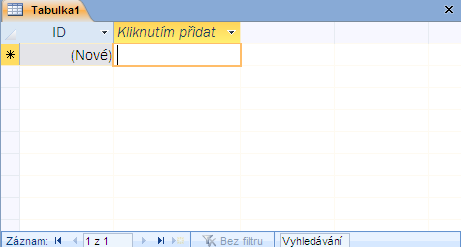 Tabulka1
ID Kliknutím přidat
(Nové)
Záznam: 1 z 1 Bez filtru Vyhledávání